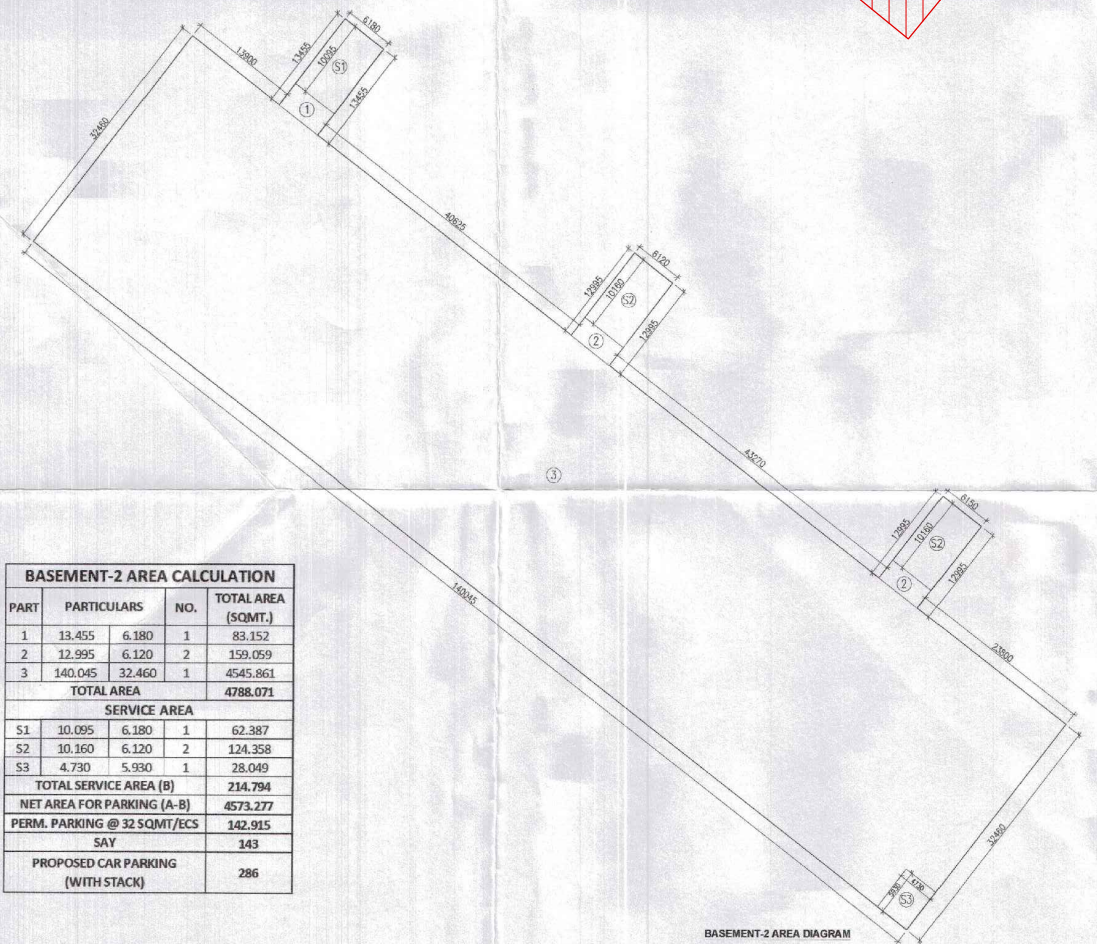 6180
13455
10095
S1
13900
13455
1
32460
40625
6120
12995
10160
S2
12995
2
43270
3
6150
12995
10160
S2
12995
2
140045
23800
32460
4730
5930
S3
BASEMENT-2 AREA CALCULATION
PART PARTICULARS NO. TOTAL AREA (SQMT.)
1 13.455 6.180 1 83.152
2 12.995 6.120 2 159.059
3 140.045 32.460 1 4545.861
TOTAL AREA 4788.071
SERVICE AREA
S1 10.095 6.180 1 62.387
S2 10.160 6.120 2 124.358
S3 4.730 5.930 1 28.049
TOTAL SERVICE AREA (B) 214.794
NET AREA FOR PARKING (A-B) 4573.277
PERM. PARKING @ 32 SQMT/ECS 142.915
SAY 143
PROPOSED CAR PARKING (WITH STACK) 286
BASEMENT-2 AREA DIAGRAM